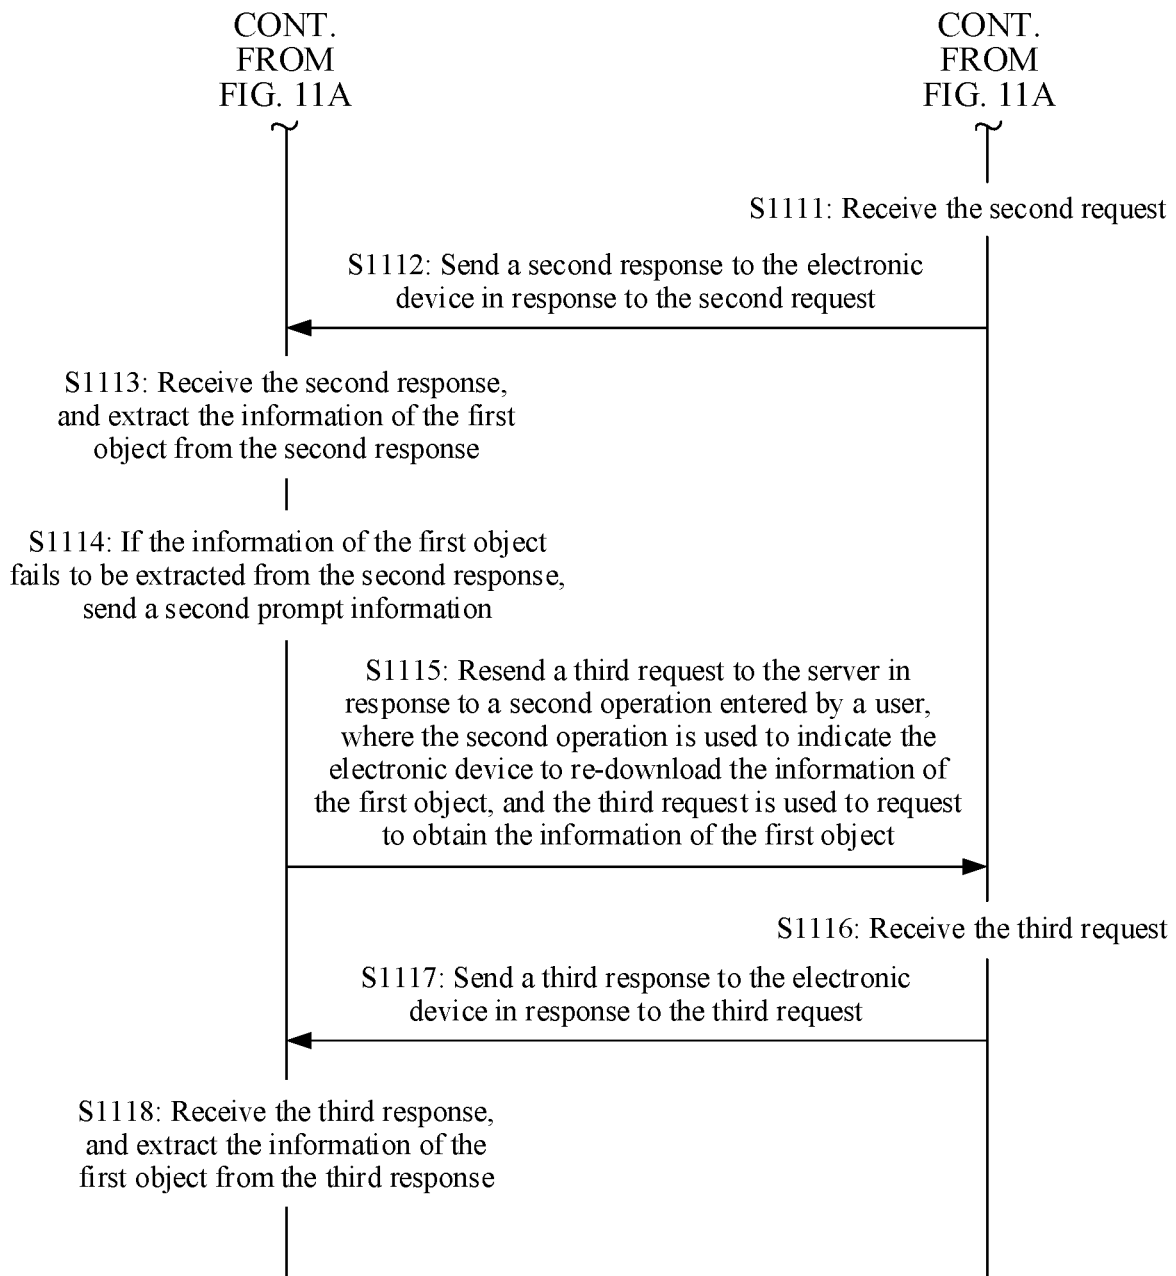 CONT.
FROM
FIG. 11A
CONT.
FROM
FIG. 11A
S1111: Receive the second request
S1112: Send a second response to the electronic
device in response to the second request
S1113: Receive the second response,
and extract the information of the first
object from the second response
S1114: If the information of the first object
fails to be extracted from the second response,
send a second prompt information
S1115: Resend a third request to the server in
response to a second operation entered by a user,
where the second operation is used to indicate the
electronic device to re-download the information of
the first object, and the third request is used to request
to obtain the information of the first object
S1116: Receive the third request
S1117: Send a third response to the electronic
device in response to the third request
S1118: Receive the third response,
and extract the information of the
first object from the third response